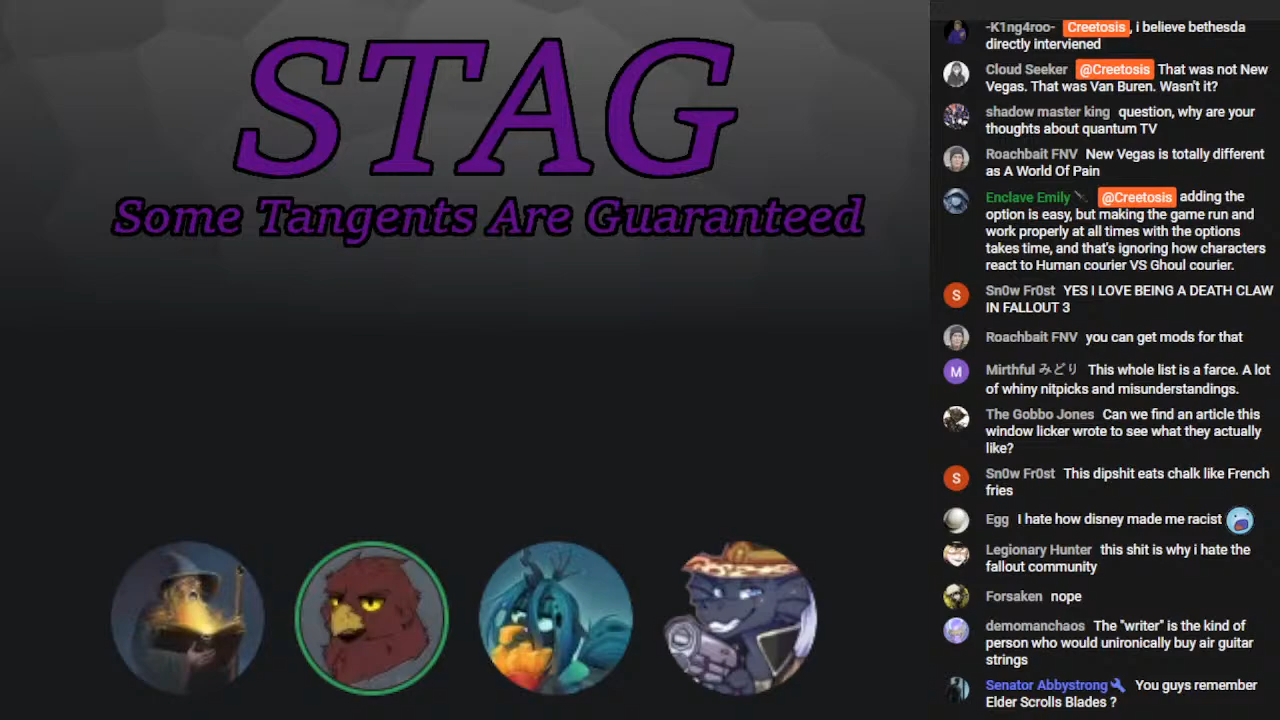 STAG
Some Tangents Are Guaranteed
-K1ng4roo- Creetosis, i believe bethesda
directly interviened
Cloud Seeker @Creetosis That was not New
Vegas. That was Van Buren. Wasn't it?
shadow master king question, why are your
thoughts about quantum TV
Roachbait FNV New Vegas is totally different
as A World Of Pain
Enclave Emily @Creetosis adding the
option is easy, but making the game run and
work properly at all times with the options
takes time, and that's ignoring how characters
react to Human courier VS Ghoul courier.
S Sn0w Fr0st YES I LOVE BEING A DEATH CLAW
IN FALLOUT 3
Roachbait FNV you can get mods for that
M Mirthful みどり This whole list is a farce. A lot
of whiny nitpicks and misunderstandings.
The Gobbo Jones Can we find an article this
window licker wrote to see what they actually
like?
S Sn0w Fr0st This dipshit eats chalk like French
fries
Egg I hate how disney made me racist
Legionary Hunter this shit is why i hate the
fallout community
Forsaken nope
demomanchaos The "writer" is the kind of
person who would unironically buy air guitar
strings
Senator Abbystrong You guys remember
Elder Scrolls Blades ?